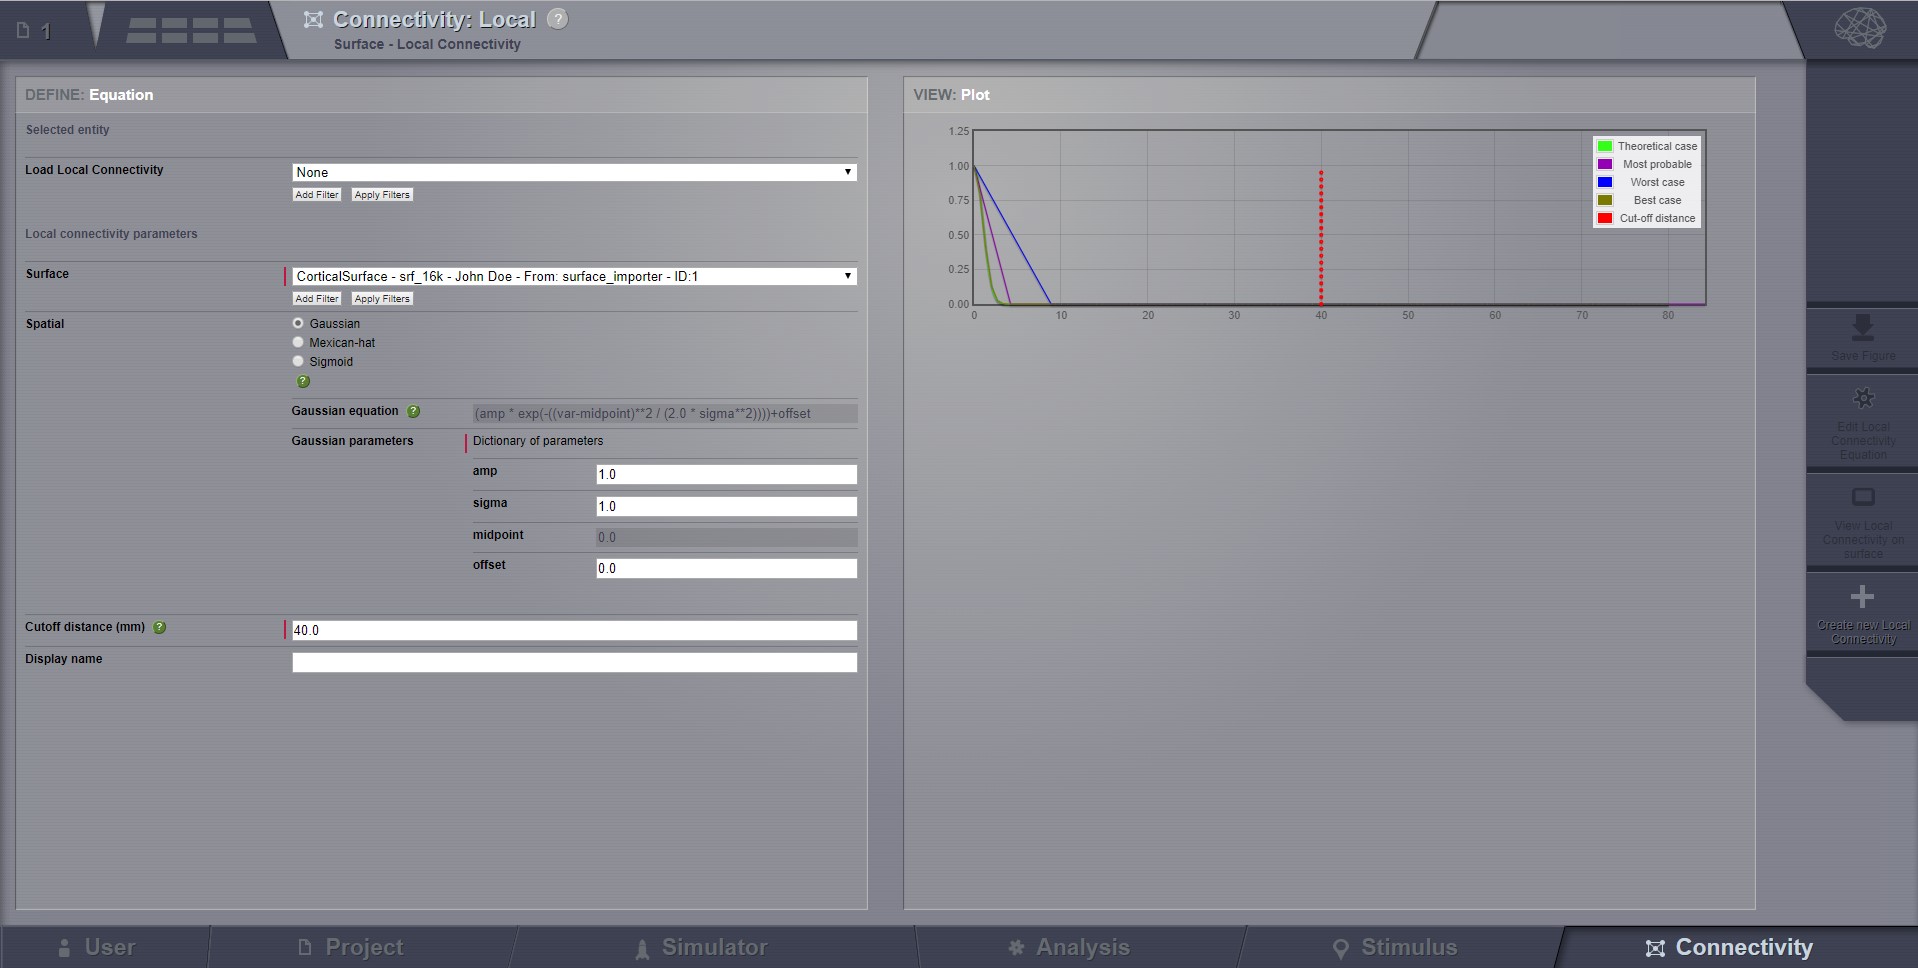 1
Connectivity: Local ?
Surface - Local Connectivity
DEFINE: Equation
Selected entity
Load Local Connectivity
None
Add Filter
Apply Filters
Local connectivity parameters
Surface
CorticalSurface - srf_16k - John Doe - From: surface_importer - ID:1
Add Filter
Apply Filters
Spatial
Gaussian
Mexican-hat
Sigmoid
?
Gaussian equation ?
(amp * exp(-((var-midpoint)**2 / (2.0 * sigma**2))))+offset
Gaussian parameters
Dictionary of parameters
amp
1.0
sigma
1.0
midpoint
0.0
offset
0.0
Cutoff distance (mm) ?
40.0
Display name
VIEW: Plot
1.25
1.00
0.75
0.50
0.25
0.00
0 10 20 30 40 50 60 70 80
Theoretical case
Most probable
Worst case
Best case
Cut-off distance
Save Figure
Edit Local
Connectivity
Equation
View Local
Connectivity on
surface
Create new Local
Connectivity
User
Project
Simulator
Analysis
Stimulus
Connectivity